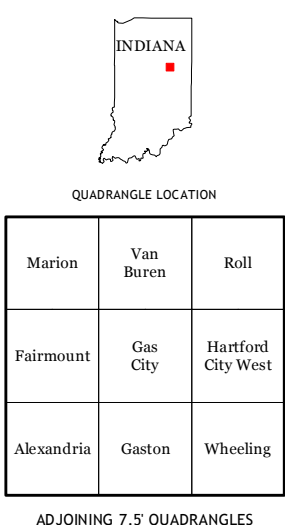 INDIANA
QUADRANGLE LOCATION
Marion
Van
Buren
Roll
Fairmount
Gas
City
Hartford
City West
Alexandria
Gaston
Wheeling
ADJOINING 7.5' QUADRANGLES